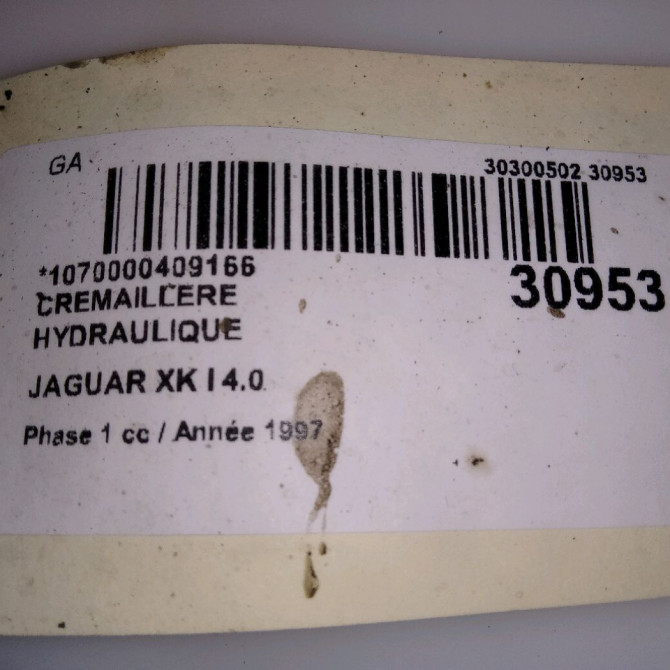 GA
30300502 30953
*1070000409166
30953
CREMAILLERE
HYDRAULIQUE
JAGUAR XK I 4.0
Phase 1 cc / Année 1997